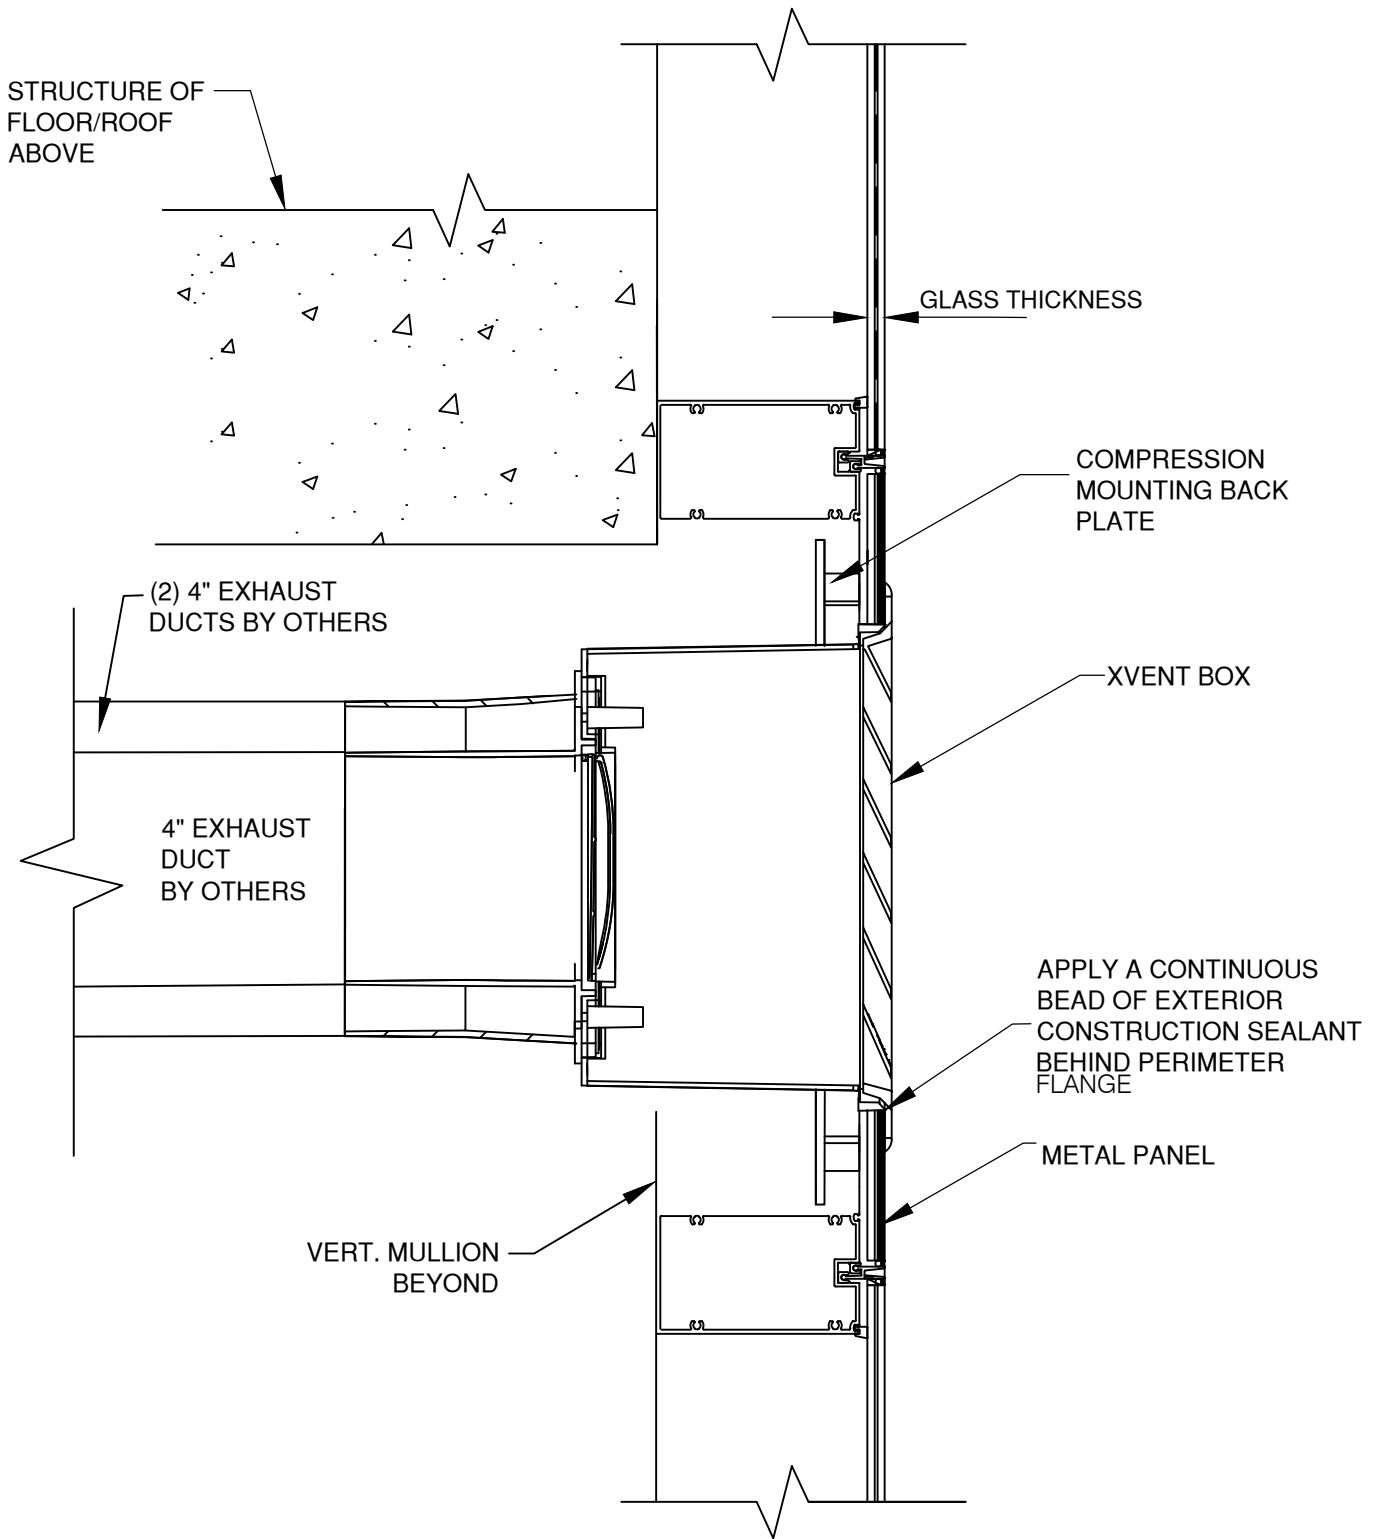 STRUCTURE OF
FLOOR/ROOF
ABOVE
GLASS THICKNESS
COMPRESSION
MOUNTING BACK
PLATE
(2) 4" EXHAUST
DUCTS BY OTHERS
XVENT BOX
4" EXHAUST
DUCT
BY OTHERS
APPLY A CONTINUOUS
BEAD OF EXTERIOR
CONSTRUCTION SEALANT
BEHIND PERIMETER
FLANGE
METAL PANEL
VERT. MULLION
BEYOND